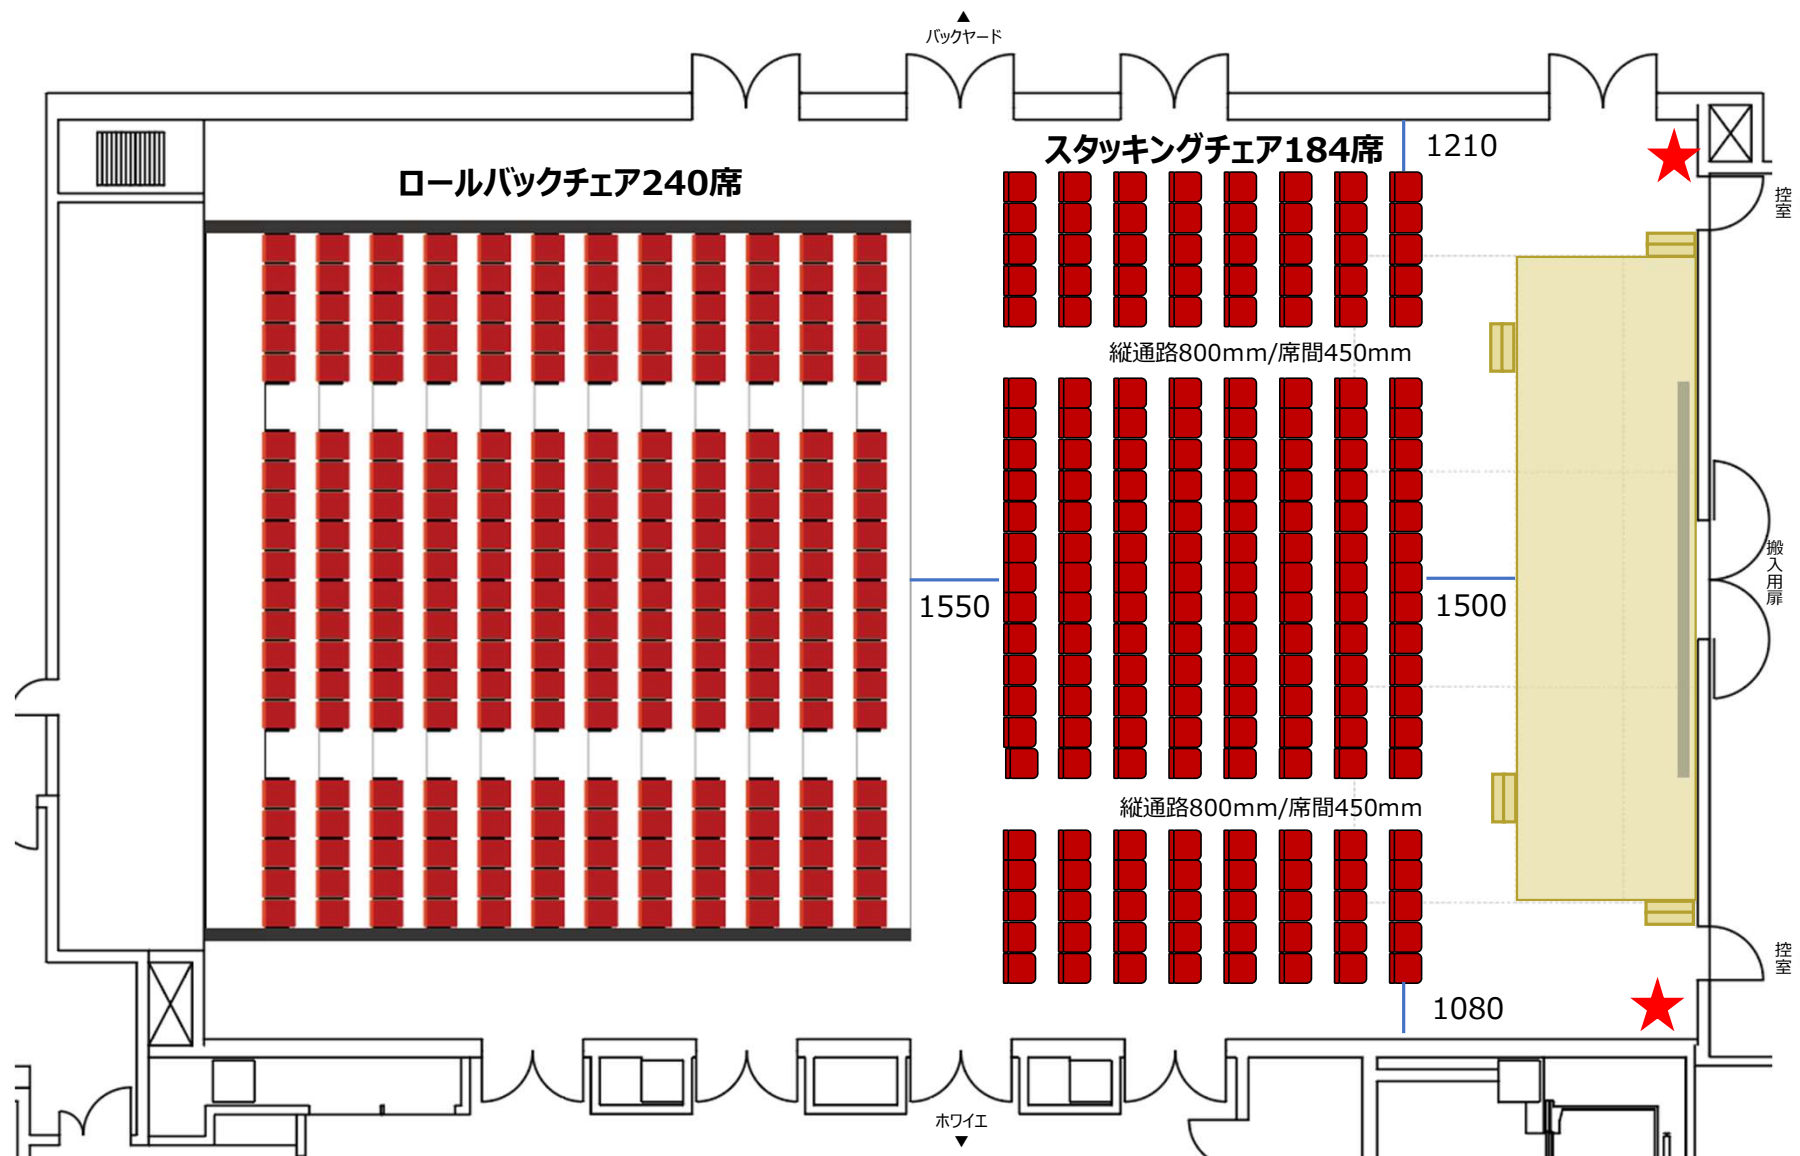 ▲
バックヤード
スタッキングチェア184席
1210
ロールバックチェア240席
控室
縦通路800mm/席間450mm
搬入用扉
1550
1500
縦通路800mm/席間450mm
控室
1080
ホワイエ
▼